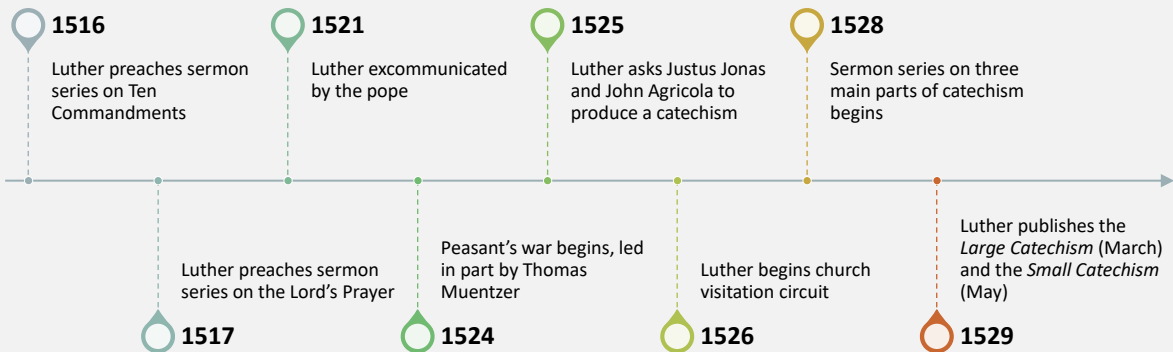 1516
Luther preaches sermon
series on Ten
Commandments
1521
Luther excommunicated
by the pope
1525
Luther asks Justus Jonas
and John Agricola to
produce a catechism
1528
Sermon series on three
main parts of catechism
begins
Luther preaches sermon
series on the Lord’s Prayer
1517
Peasant’s war begins, led
in part by Thomas
Muentzer
1524
Luther begins church
visitation circuit
1526
Luther publishes the
Large Catechism (March)
and the Small Catechism
(May)
1529